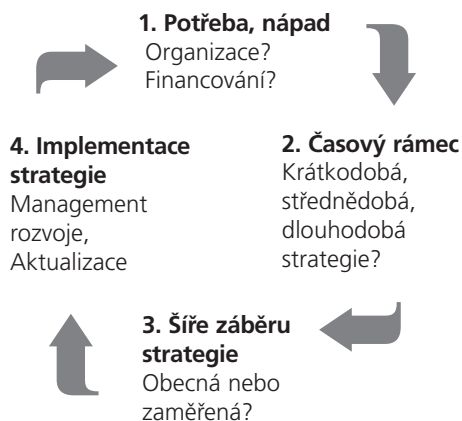 1. Potřeba, nápad
Organizace?
Financování?
2. Časový rámec
Krátkodobá,
střednědobá,
dlouhodobá
strategie?
3. Šíře záběru
strategie
Obecná nebo
zaměřená?
4. Implementace
strategie
Management
rozvoje,
Aktualizace